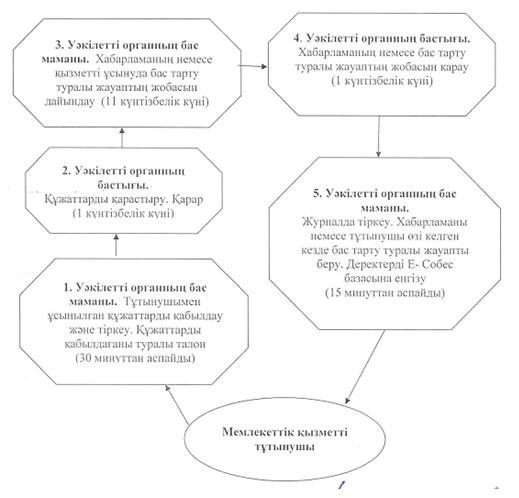 3. Уәкілетті органның бас
маманы. Хабарламаның немесе
қызметті ұсынуда бас тарту
туралы жауаптың жобасын
дайындау (11 күнтізбелік күні)
4. Уәкілетті органның бастығы.
Хабарламаның немесе бас тарту
туралы жауаптың жобасын қарау
(1 күнтізбелік күні)
2. Уәкілетті органның
бастығы.
Құжаттарды қарастыру. Қарар
(1 күнтізбелік күні)
5. Уәкілетті органның бас
маманы.
Журналда тіркеу. Хабарламаны
немесе тұтынушы өзі келген
кезде бас тарту туралы жауапты
беру. Деректерді Е- Собес
базасына енгізу
(15 минуттан аспайды)
1. Уәкілетті органның бас
маманы. Тұтынушымен
ұсынылған құжаттарды қабылдау
және тіркеу. Құжаттарды
қабылдағаны туралы талон
(30 минуттан аспайды)
Мемлекеттік қызметті
тұтынушы